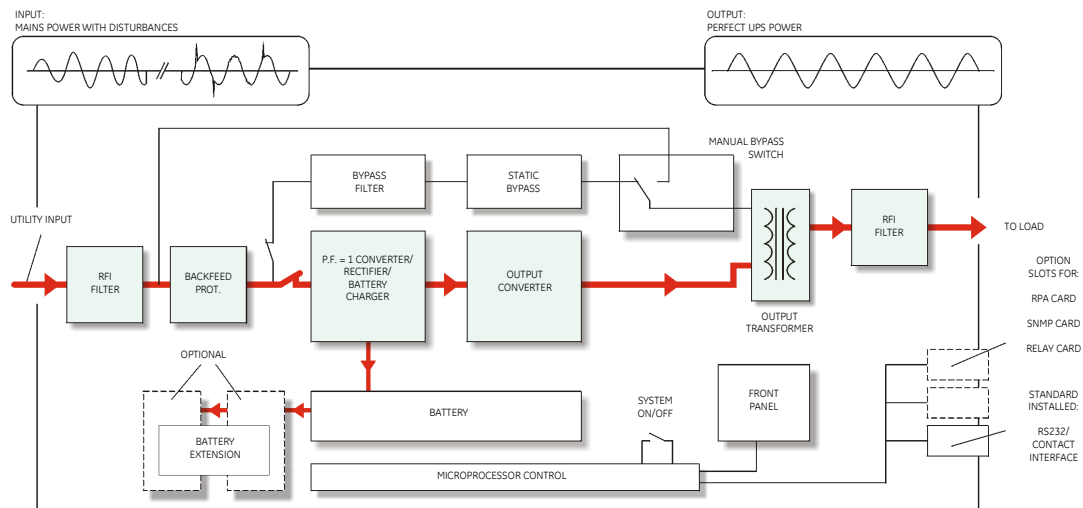 INPUT:
MAINS POWER WITH DISTURBANCES
OUTPUT:
PERFECT UPS POWER
MANUAL BYPASS
SWITCH
BYPASS
FILTER
STATIC
BYPASS
UTILITY INPUT
RFI
FILTER
BACKFEED
PROT.
P.F. = 1 CONVERTER/
RECTIFIER/
BATTERY
CHARGER
OUTPUT
CONVERTER
OUTPUT
TRANSFORMER
RFI
FILTER
TO LOAD
OPTION
SLOTS FOR:
RPA CARD
SNMP CARD
RELAY CARD
STANDARD
INSTALLED:
RS232/
CONTACT
INTERFACE
OPTIONAL
BATTERY
EXTENSION
BATTERY
SYSTEM
ON/OFF
FRONT
PANEL
MICROPROCESSOR CONTROL